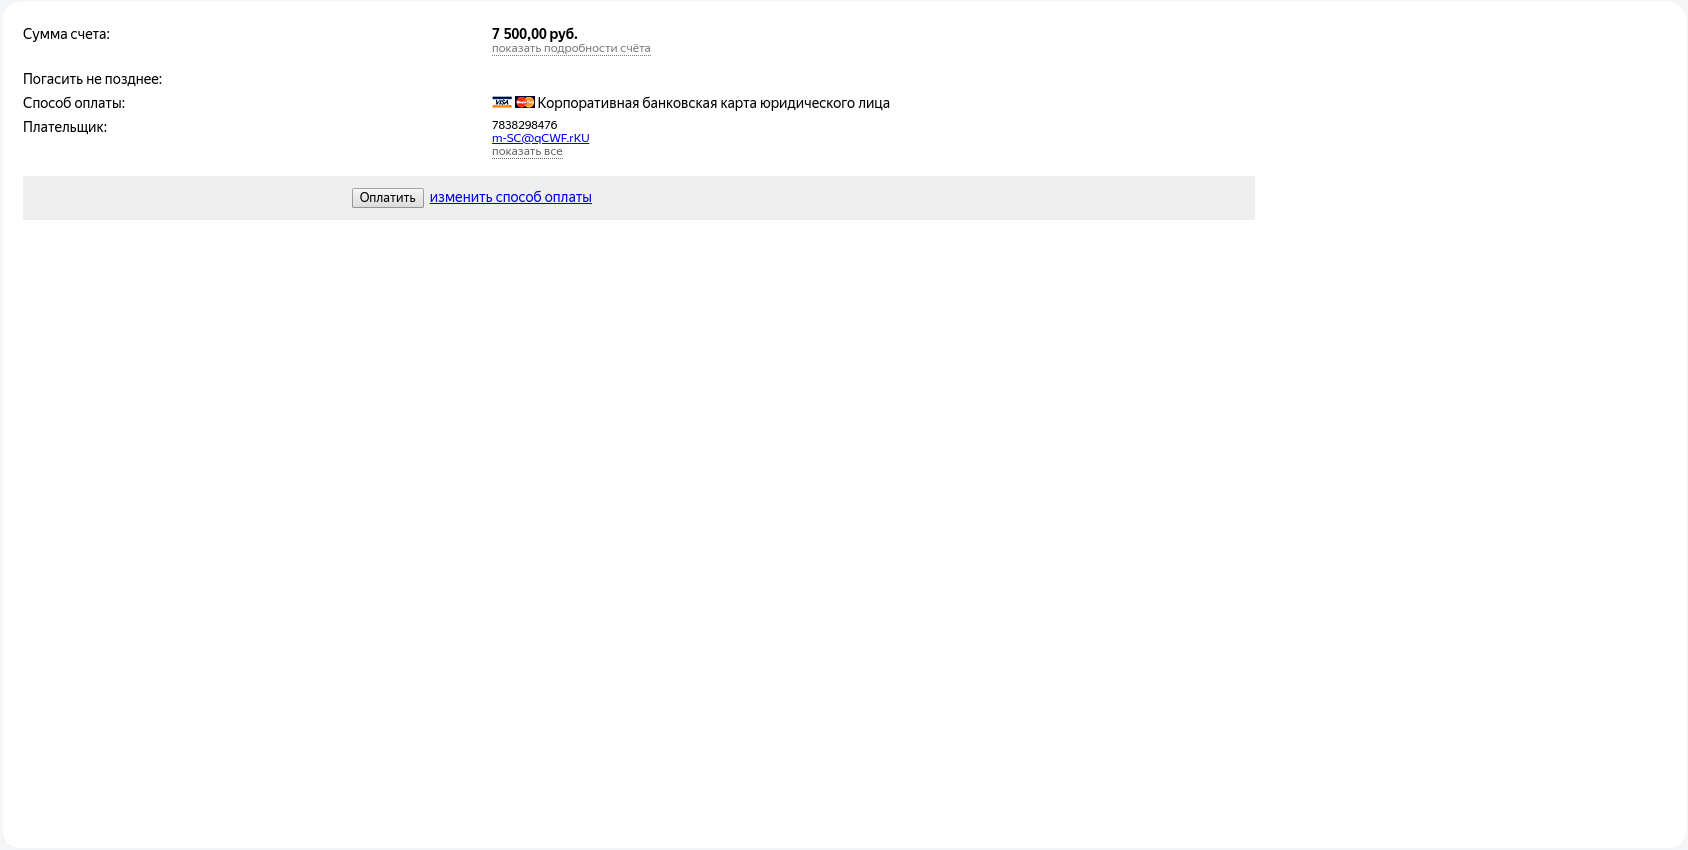 Сумма счета:
7 500,00 руб.
показать подробности счёта
Погасить не позднее:
Способ оплаты:
VISA Корпоративная банковская карта юридического лица
Плательщик:
7838298476
m-SC@qCWF.rKU
показать все
Оплатить изменить способ оплаты